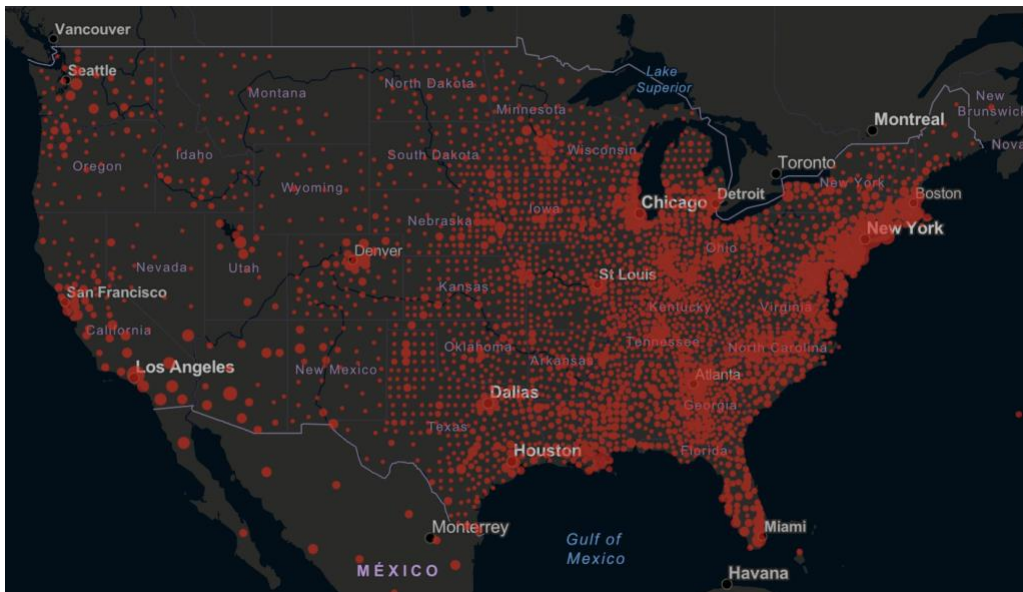 Vancouver
Seattle
Montana
North Dakota
Lake
Superior
Minnesota
Montreal
New
Brunswick
Nova
Oregon
Idaho
South Dakota
Wisconsin
Toronto
Wyoming
Chicago
Detroit
New York
Boston
Nebraska
Iowa
New York
Ohio
Denver
Nevada
Utah
San Francisco
Kansas
St Louis
Kentucky
Virginia
California
Oklahoma
Tennessee
North Carolina
Los Angeles
New Mexico
Arkansas
Atlanta
Dallas
Georgia
Texas
Houston
Florida
Monterrey
Miami
Gulf of
Mexico
MÉXICO
Havana